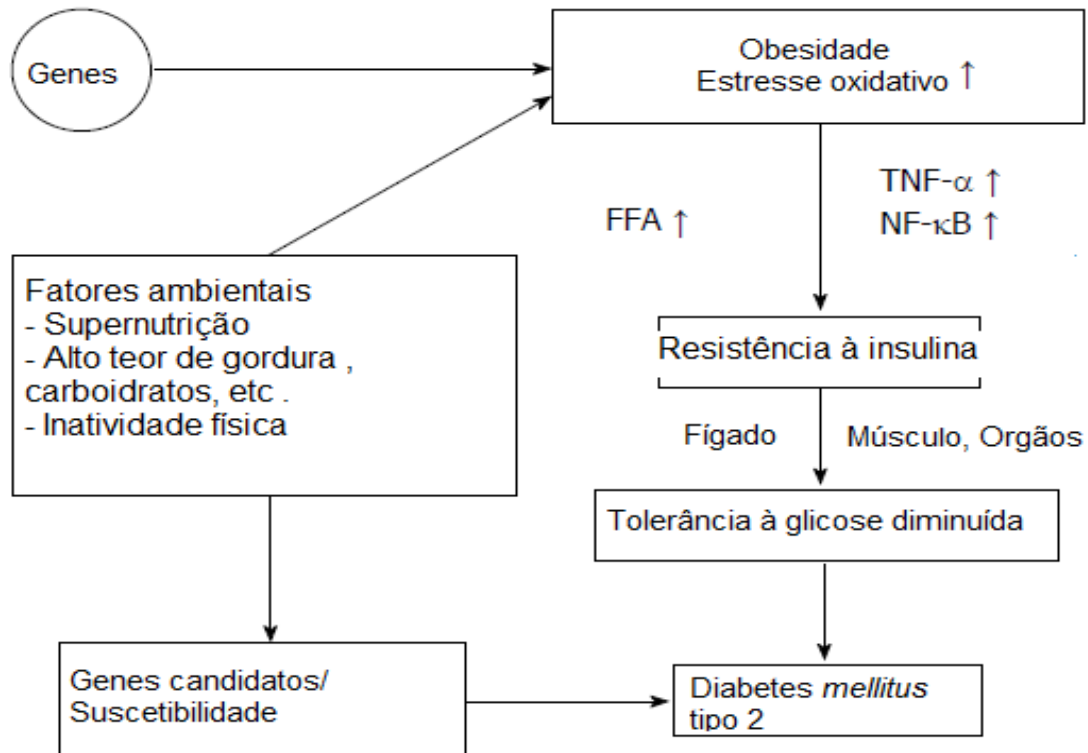 Genes
Obesidade
Estresse oxidativo ↑
FFA ↑
TNF-α ↑
NF-κB ↑
Fatores ambientais
- Supernutrição
- Alto teor de gordura ,
carboidratos, etc .
- Inatividade física
Resistência à insulina
Fígado
Músculo, Orgãos
Tolerância à glicose diminuída
Genes candidatos/
Suscetibilidade
Diabetes mellitus
tipo 2